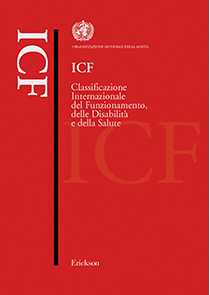 ICF
ORGANIZZAZIONE MONDIALE DELLA SANITÀ
ICF
Classificazione
Internazionale
del Funzionamento,
delle Disabilità
e della Salute
ICF
Erickson